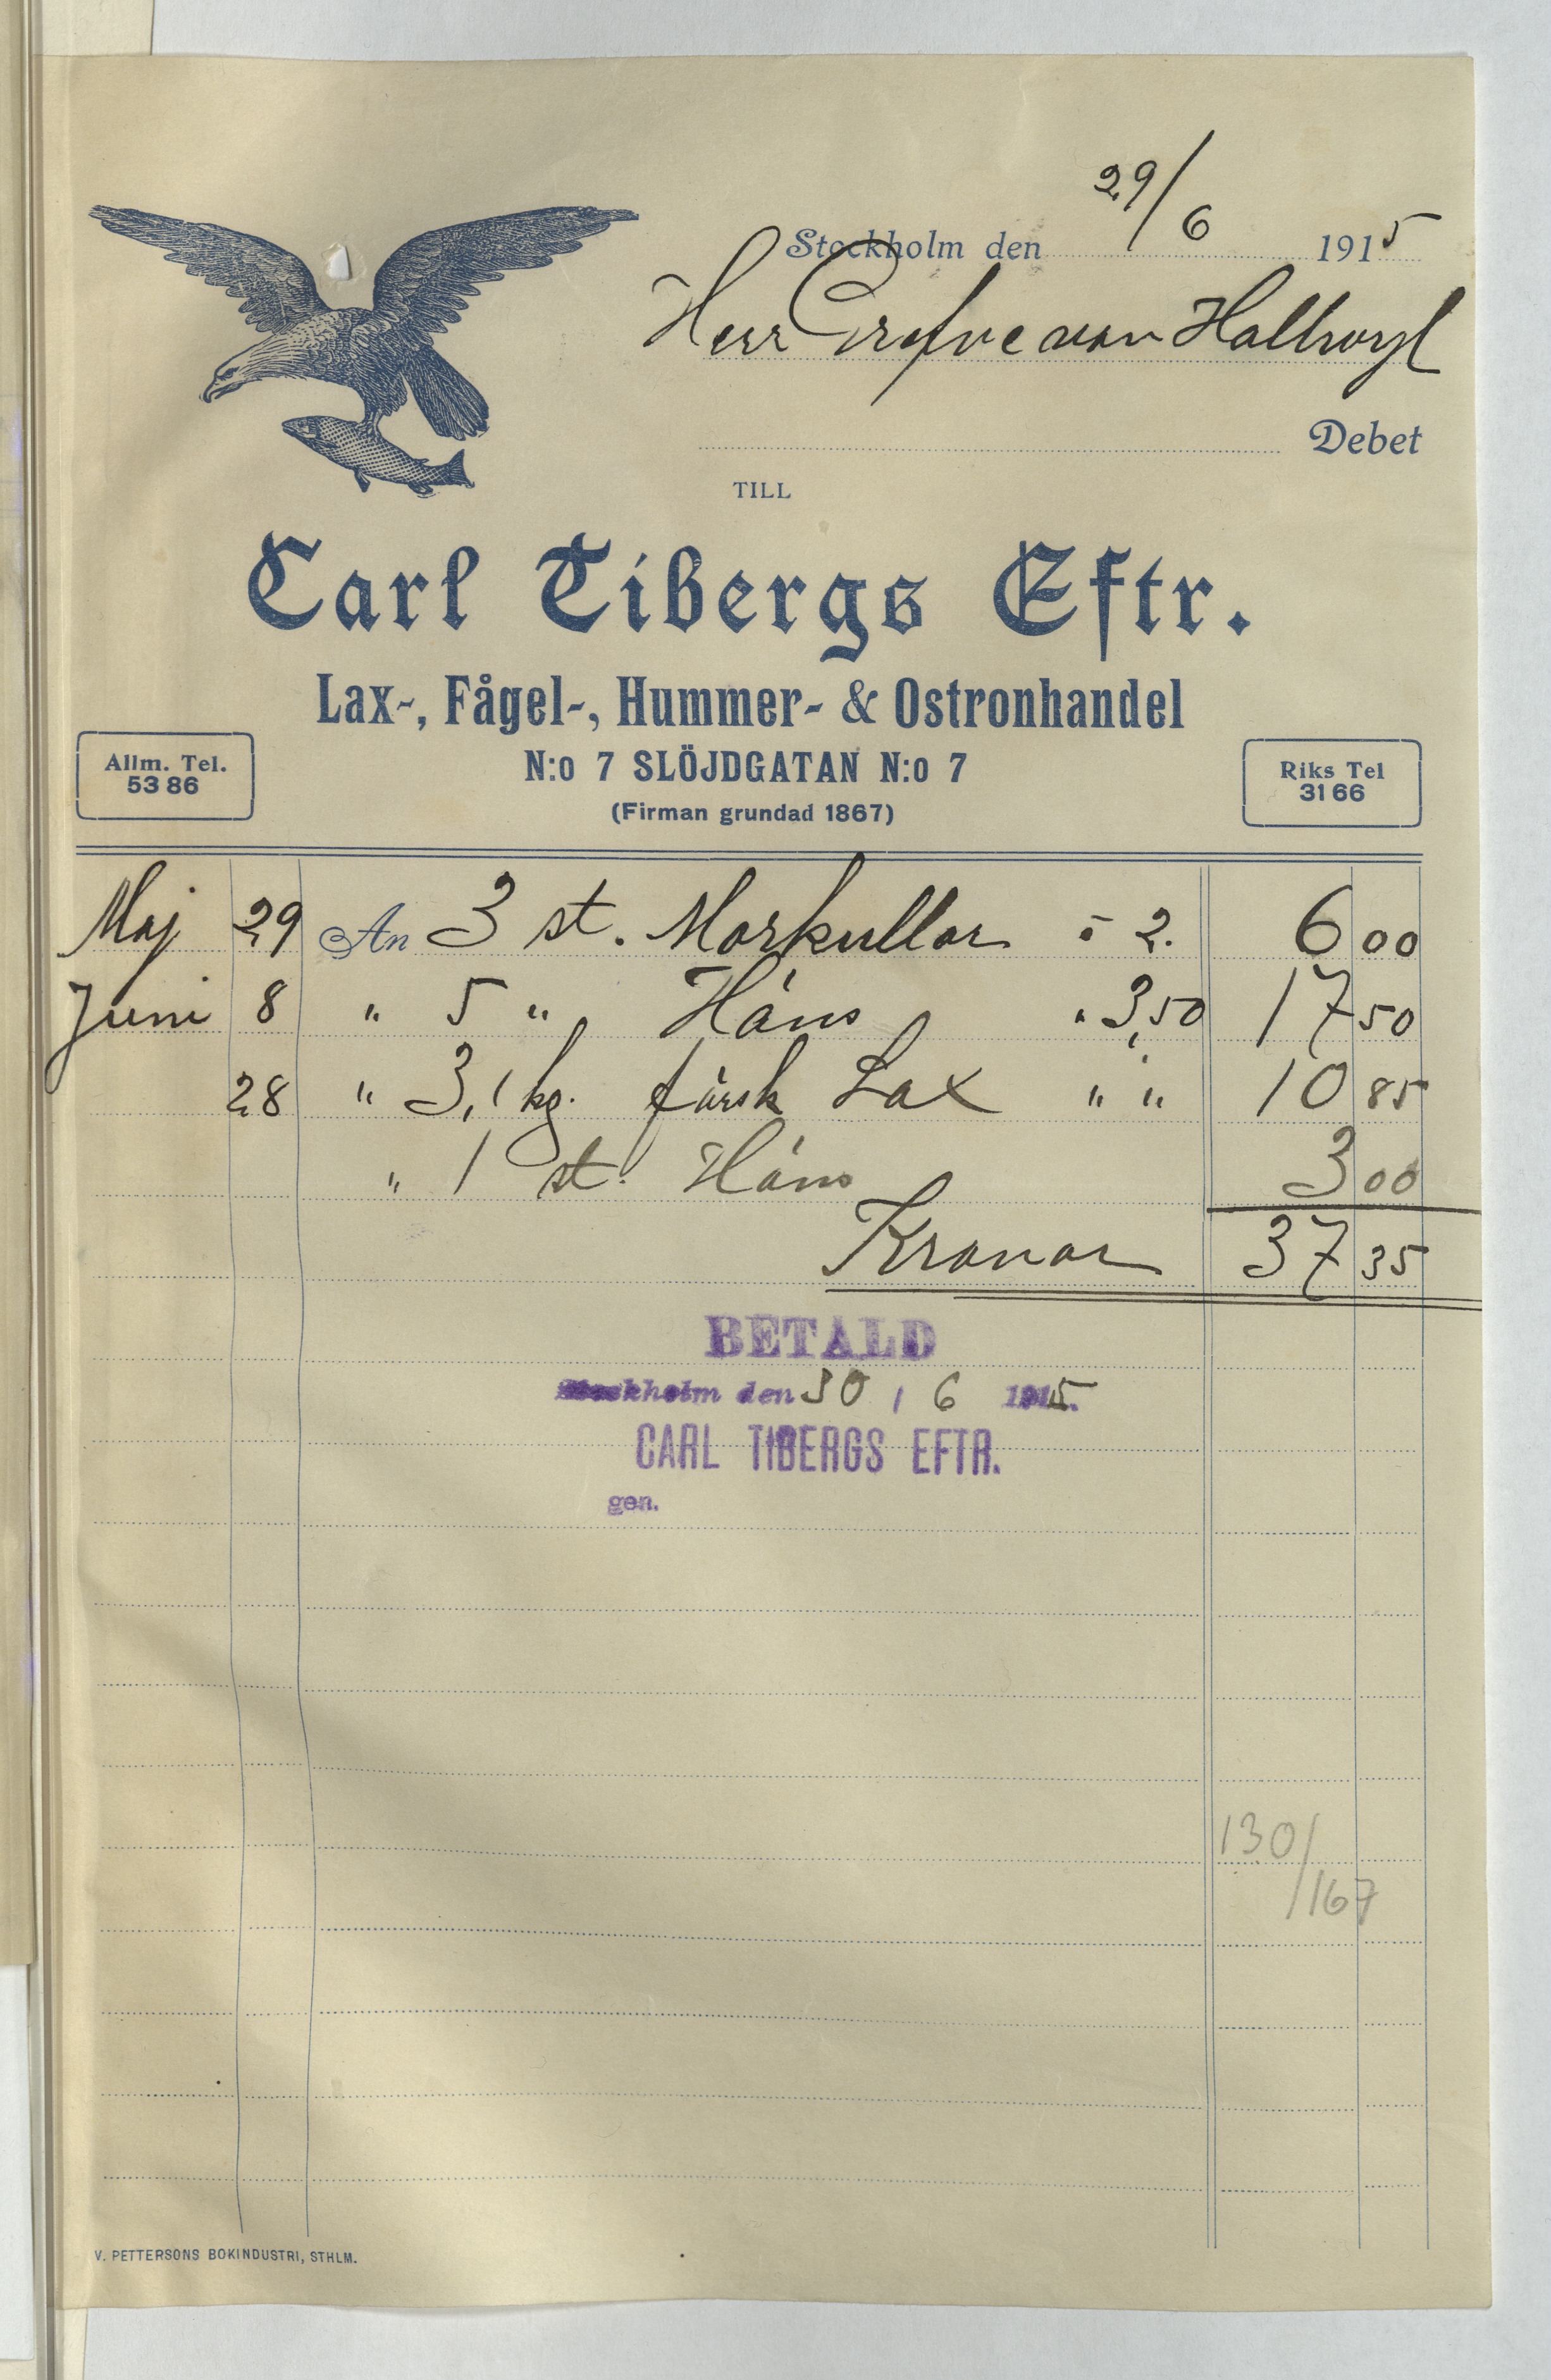 29/6
Stockholm den 1915
Herr Grefve von Hallwyl
Debet
TILL
Carl Tibergs Eftr.
Lax-, Fågel-, Hummer- & Ostronhandel
N:o 7 SLÖJDGATAN N:o 7
(Firman grundad 1867)
Allm. Tel.
53 86
Riks Tel
31 66
Maj 29 An 3 st. Morkullor à 2. 6 00
Juni 8 " 5 " Höns " 3,50 17 50
28 " 3,1 kg. färsk Lax " " 10 85
" 1 st. Höns 3 00
Kronor 37 35
BETALD
Stockholm den 30 / 6 1915.
CARL TIBERGS EFTR.
gen.
130/
167
V. PETTERSONS BOKINDUSTRI, STHLM.